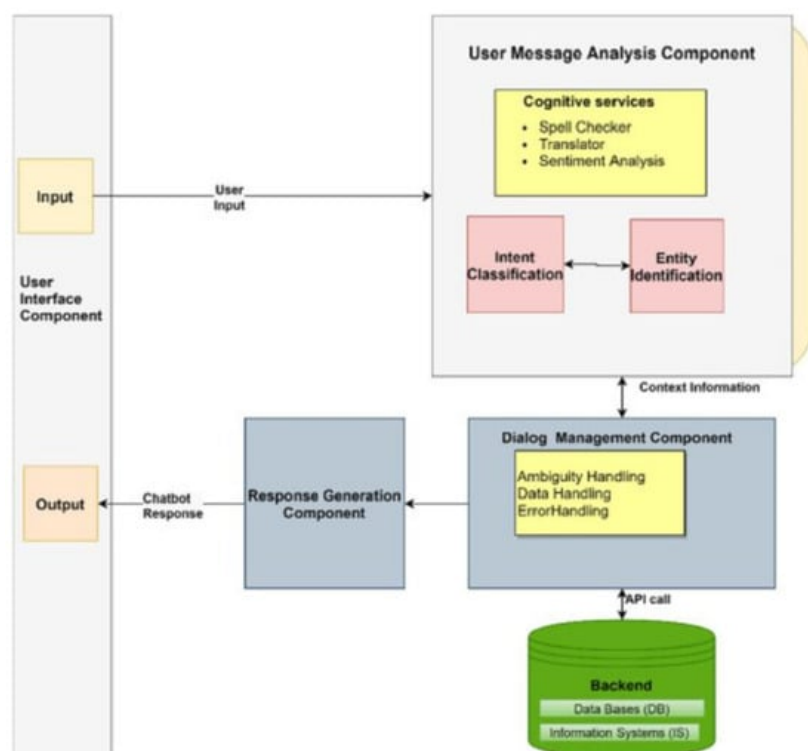 User Message Analysis Component
Cognitive services
• Spell Checker
• Translator
• Sentiment Analysis
Input
User
Input
Intent
Classification
Entity
Identification
User
Interface
Component
Context Information
Dialog Management Component
Ambiguity Handling
Data Handling
ErrorHandling
Response Generation
Component
Chatbot
Response
Output
API call
Backend
Data Bases (DB)
Information Systems (IS)